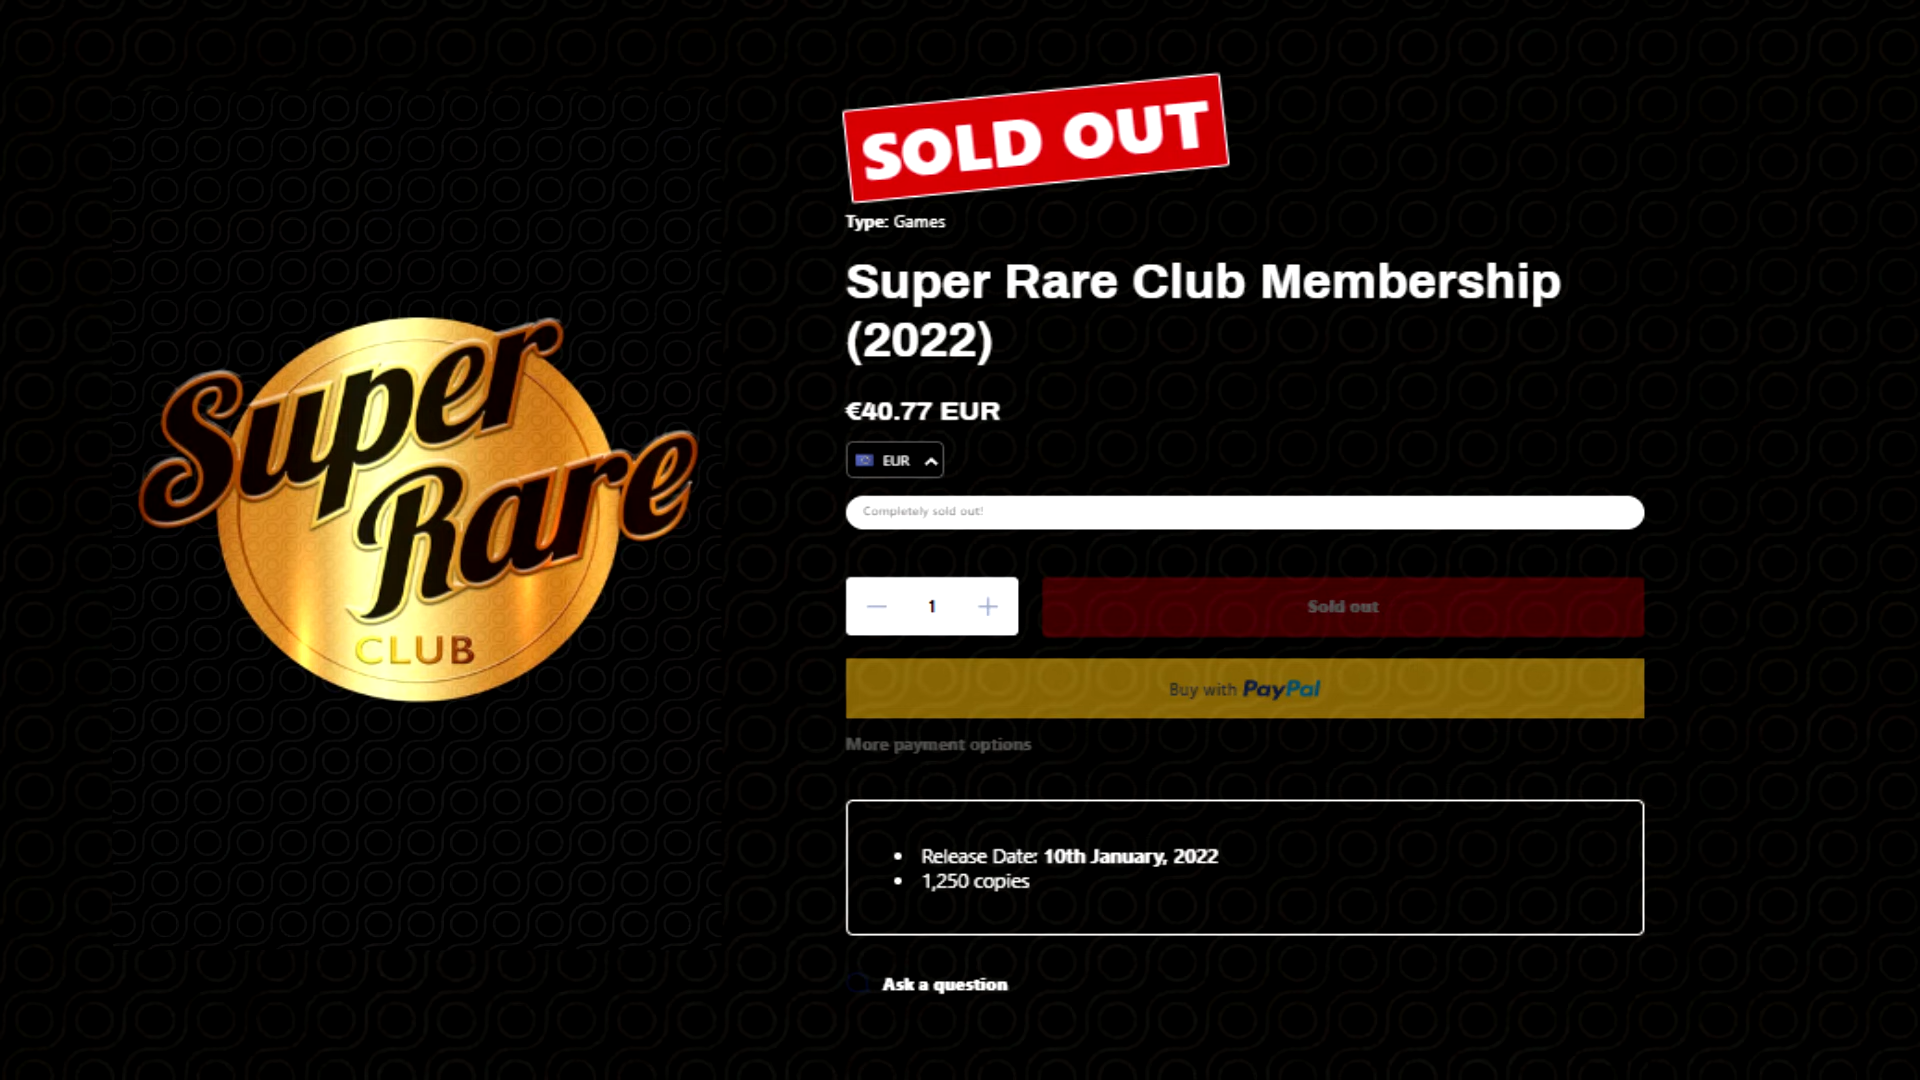 Super
Rare
CLUB
SOLD OUT
Type: Games
Super Rare Club Membership
(2022)
€40.77 EUR
EUR
Completely sold out!
1
Sold out
Buy with PayPal
More payment options
Release Date: 10th January, 2022
1,250 copies
Ask a question